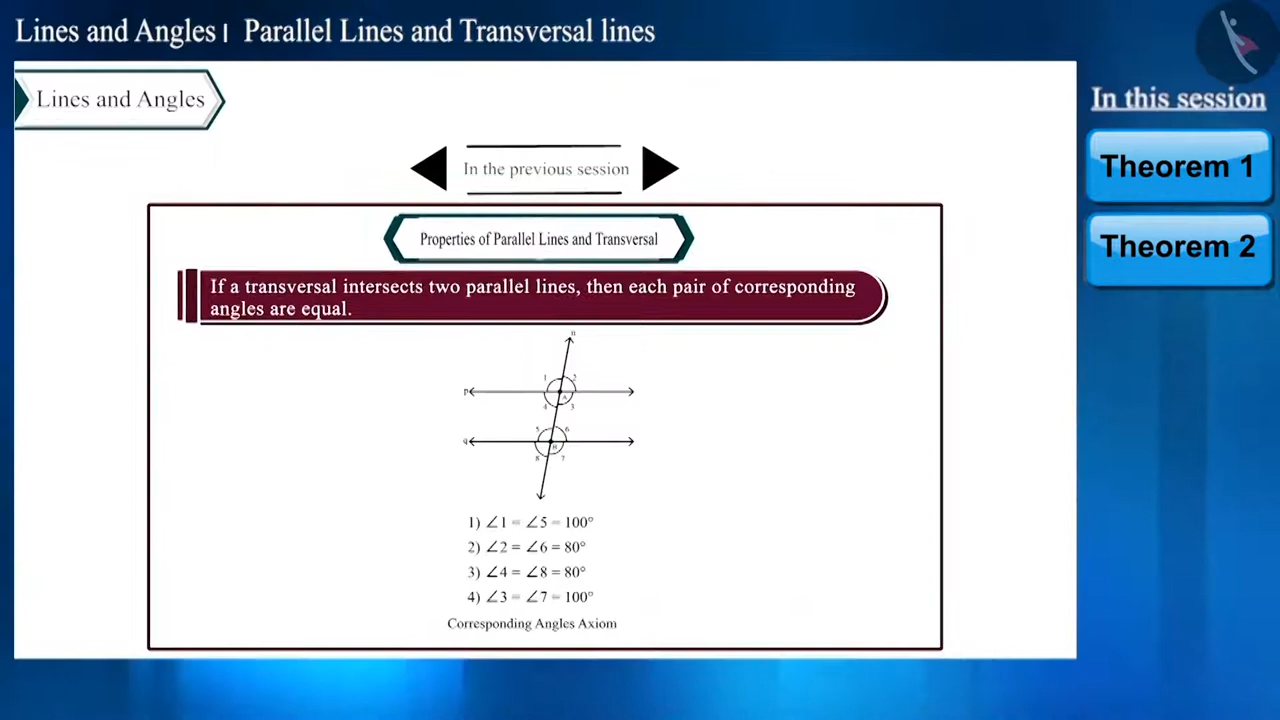 Lines and Angles। Parallel Lines and Transversal lines
Lines and Angles
In this session
Theorem 1
Theorem 2
In the previous session
Properties of Parallel Lines and Transversal
If a transversal intersects two parallel lines, then each pair of corresponding
angles are equal.
n
1 2
p
A
4 3
5 6
q
B
8 7
1) ∠1 = ∠5 = 100°
2) ∠2 = ∠6 = 80°
3) ∠4 = ∠8 = 80°
4) ∠3 = ∠7 = 100°
Corresponding Angles Axiom